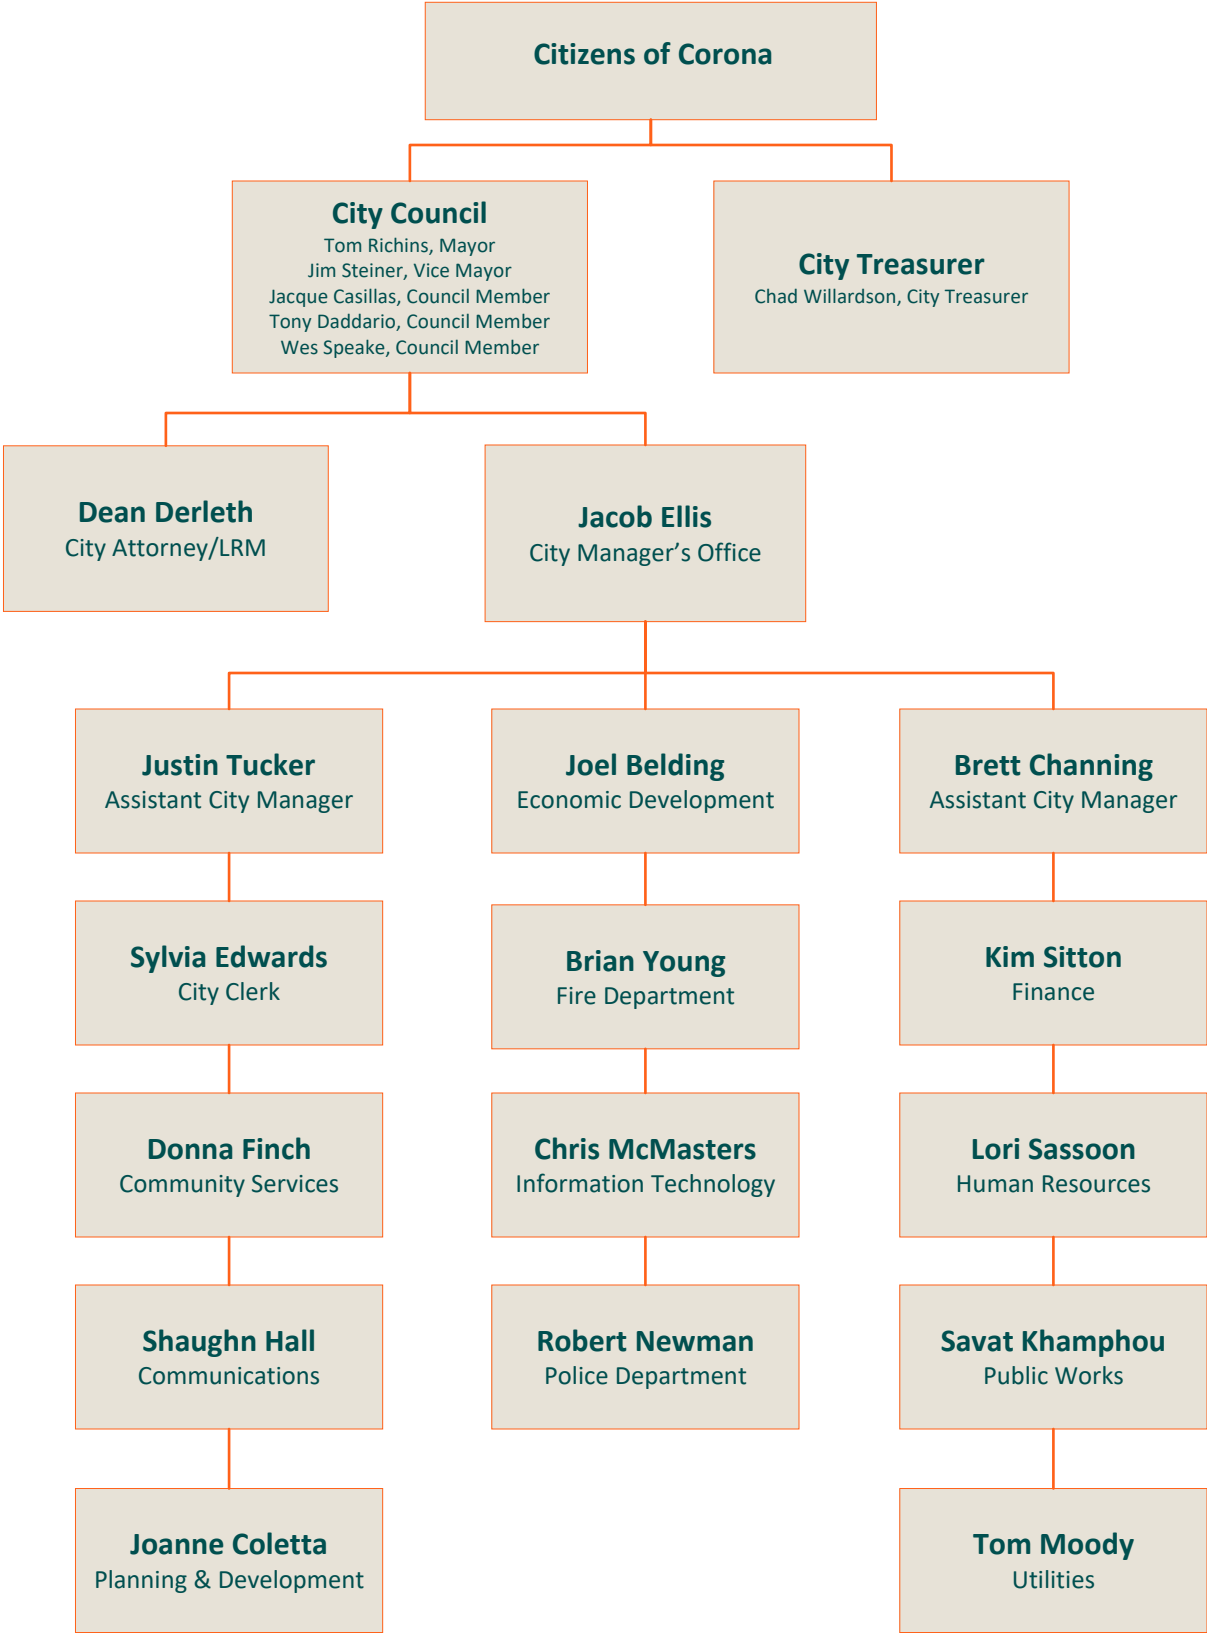 Citizens of Corona
City Council
Tom Richins, Mayor
Jim Steiner, Vice Mayor
Jacque Casillas, Council Member
Tony Daddario, Council Member
Wes Speake, Council Member
City Treasurer
Chad Willardson, City Treasurer
Dean Derleth
City Attorney/LRM
Jacob Ellis
City Manager’s Office
Justin Tucker
Assistant City Manager
Joel Belding
Economic Development
Brett Channing
Assistant City Manager
Sylvia Edwards
City Clerk
Brian Young
Fire Department
Kim Sitton
Finance
Donna Finch
Community Services
Chris McMasters
Information Technology
Lori Sassoon
Human Resources
Shaughn Hall
Communications
Robert Newman
Police Department
Savat Khamphou
Public Works
Joanne Coletta
Planning & Development
Tom Moody
Utilities